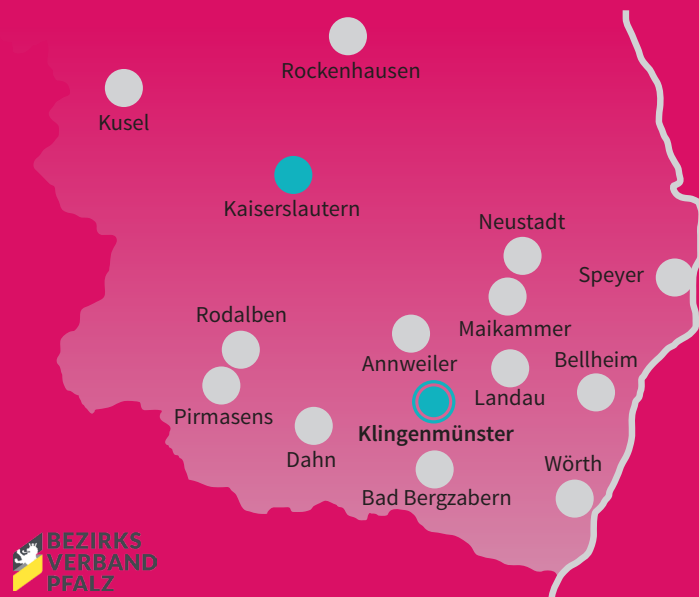 Rockenhausen
Kusel
Kaiserslautern
Neustadt
Speyer
Rodalben
Maikammer
Annweiler
Bellheim
Landau
Pirmasens
Klingenmünster
Dahn
Wörth
Bad Bergzabern
BEZIRKS
VERBAND
PFALZ